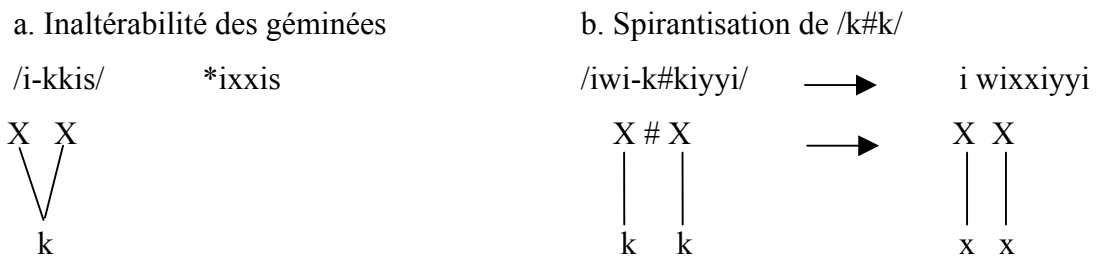 a. Inaltérabilité des géminées b. Spirantisation de /k#k/
/i-kkis/ *ixxis /iwi-k#kiyyi/ i wixxiyyi
X X X # X X X
k k k x x